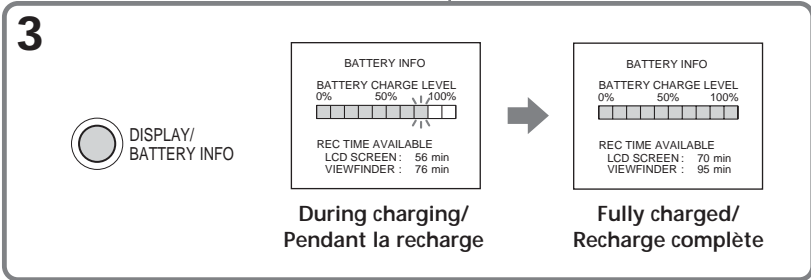 3
DISPLAY/
BATTERY INFO
BATTERY INFO
BATTERY CHARGE LEVEL
0% 50% 100%
REC TIME AVAILABLE
LCD SCREEN : 56 min
VIEWFINDER : 76 min
During charging/
Pendant la recharge
BATTERY INFO
BATTERY CHARGE LEVEL
0% 50% 100%
REC TIME AVAILABLE
LCD SCREEN : 70 min
VIEWFINDER : 95 min
Fully charged/
Recharge complète